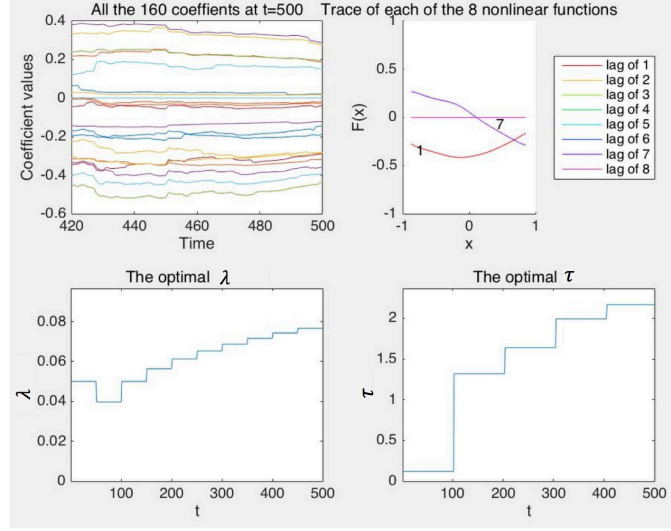 All the 160 coeffients at t=500
Trace of each of the 8 nonlinear functions
0.4
0.2
0
-0.2
-0.4
-0.6
Coefficient values
420
440
460
480
500
Time
1
0.5
0
-0.5
-1
F(x)
1
7
-1
0
1
x
lag of 1
lag of 2
lag of 3
lag of 4
lag of 5
lag of 6
lag of 7
lag of 8
The optimal λ
0.08
0.06
0.04
0.02
0
λ
100
200
300
400
500
t
The optimal τ
2
1.5
1
0.5
0
τ
100
200
300
400
500
t